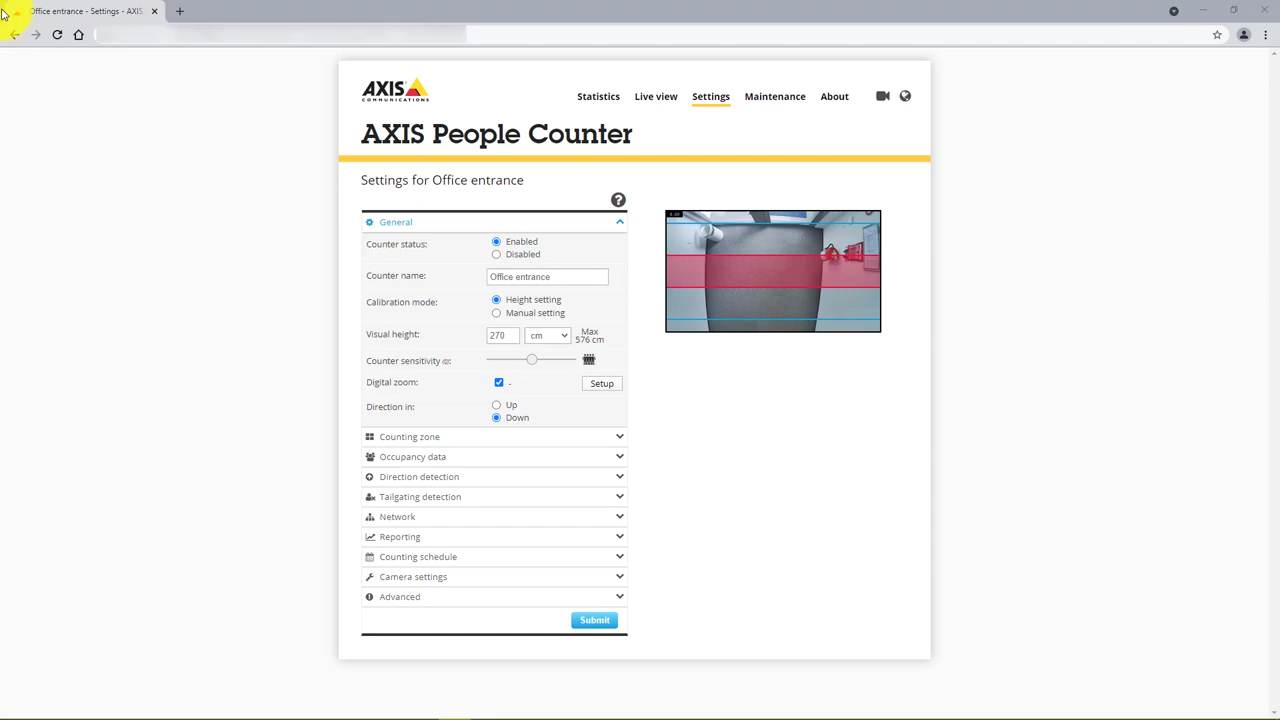 Office entrance - Settings - AXIS
AXIS
COMMUNICATIONS
Statistics
Live view
Settings
Maintenance
About
AXIS People Counter
Settings for Office entrance
General
Counter status:
Enabled
Disabled
Counter name:
Office entrance
Calibration mode:
Height setting
Manual setting
Visual height:
270
cm
Max
576 cm
Counter sensitivity (0):
Digital zoom:
-
Setup
Direction in:
Up
Down
Counting zone
Occupancy data
Direction detection
Tailgating detection
Network
Reporting
Counting schedule
Camera settings
Advanced
Submit